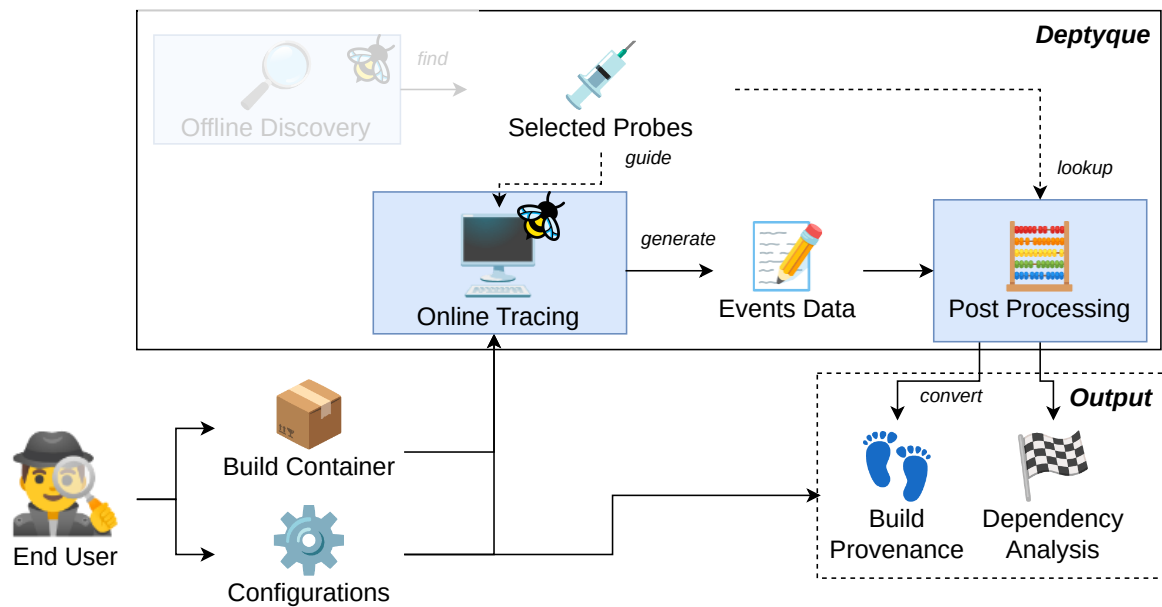 Deptyque
find
Offline Discovery
Selected Probes
guide
lookup
generate
Online Tracing
Events Data
Post Processing
convert
Output
Build Container
End User
Configurations
Build
Provenance
Dependency
Analysis